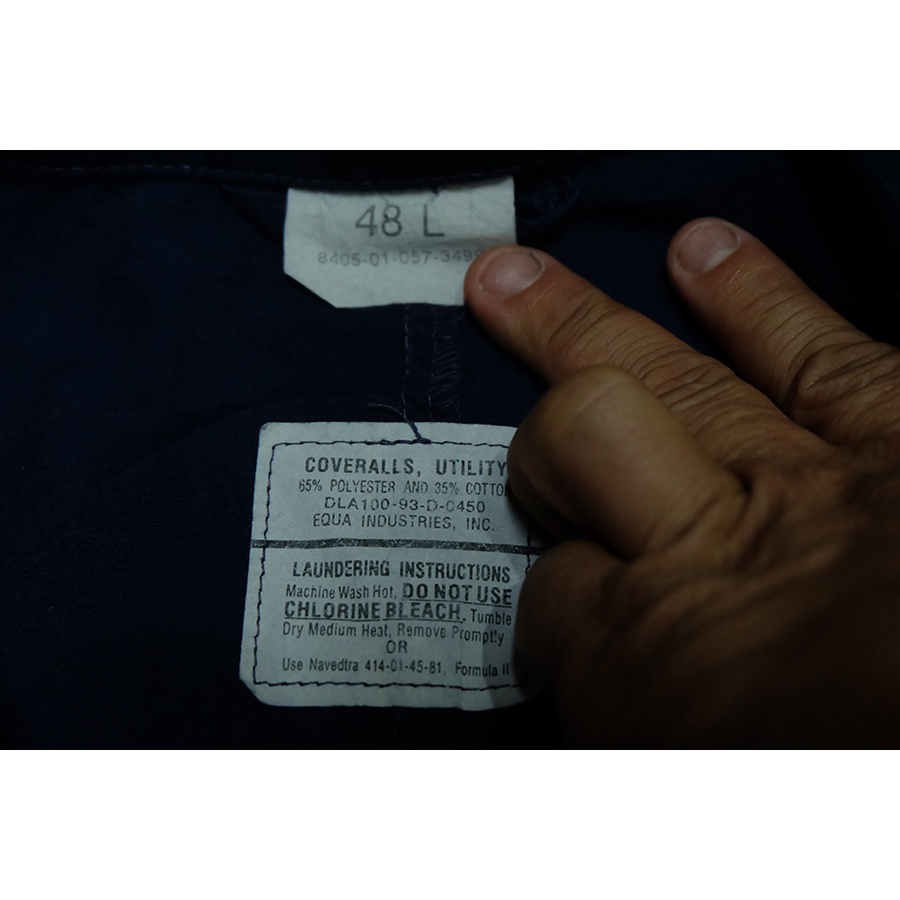 48 L
8405-01-057-349
COVERALLS, UTILITY
65% POLYESTER AND 35% COTTON
DLA100-93-D-0450
EQUA INDUSTRIES, INC.
LAUNDERING INSTRUCTIONS
Machine Wash Hot, DO NOT USE
CHLORINE BLEACH, Tumble
Dry Medium Heat, Remove Promptly
OR
Use Navedtra 414-01-45-81, Formula II